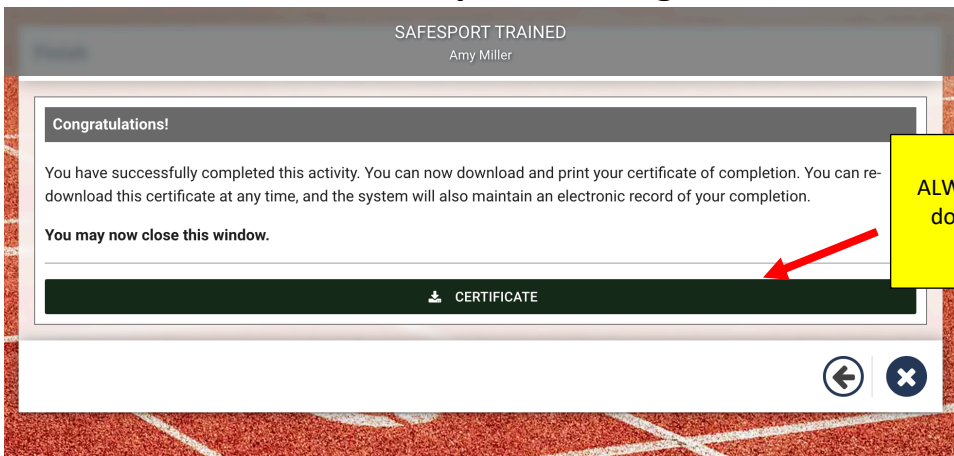 SAFESPORT TRAINED
Amy Miller
Congratulations!
You have successfully completed this activity. You can now download and print your certificate of completion. You can re-
download this certificate at any time, and the system will also maintain an electronic record of your completion.
You may now close this window.
CERTIFICATE